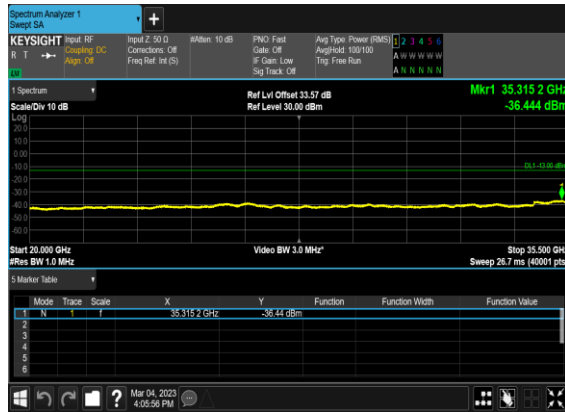 Spectrum Analyzer 1
Swept SA
+
KEYSIGHT Input: RF Input Z: 50 Ω #Atten: 10 dB PNO: Fast Avg Type: Power (RMS) 1 2 3 4 5 6
R T Coupling: DC Corrections: Off Gate: Off Avg|Hold: 100/100 A W W W W W
Align: Off Freq Ref: Int (S) IF Gain: Low Trig: Free Run
Sig Track: Off A N N N N N
1 Spectrum Ref Lvl Offset 33.57 dB Mkr1 35.315 2 GHz
Scale/Div 10 dB Ref Level 30.00 dBm -36.444 dBm
Log
20.0
10.0
0.00
-10.0
DL1 -13.00 dBm
-20.0
-30.0
1
-40.0
-50.0
-60.0
Start 20.000 GHz Video BW 3.0 MHz* Stop 35.500 GHz
#Res BW 1.0 MHz Sweep 26.7 ms (40001 pts)
5 Marker Table
Mode Trace Scale X Y Function Function Width Function Value
1 N 1 f 35.315 2 GHz -36.44 dBm
2
3
4
5
6
? Mar 04, 2023
4:05:56 PM